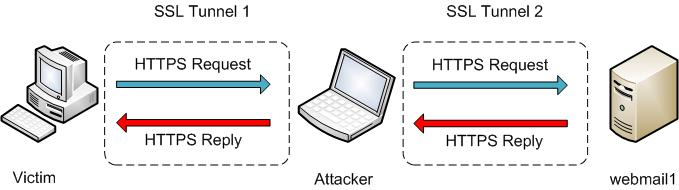 SSL Tunnel 1
SSL Tunnel 2
HTTPS Request
HTTPS Request
HTTPS Reply
HTTPS Reply
Victim
Attacker
webmail1